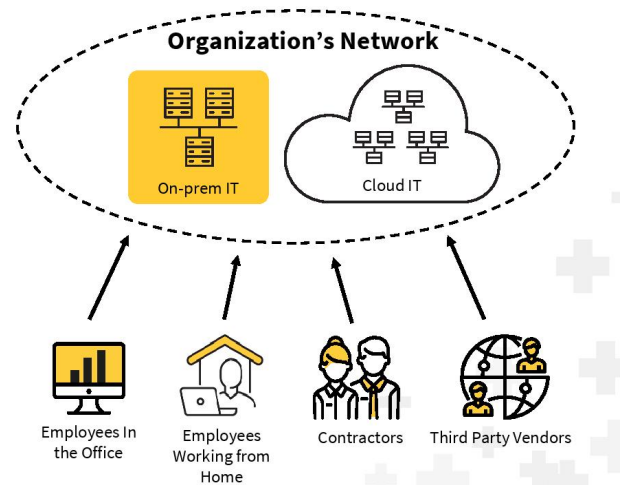 Organization's Network
On-prem IT
Cloud IT
Employees In
the Office
Employees
Working from
Home
Contractors
Third Party Vendors